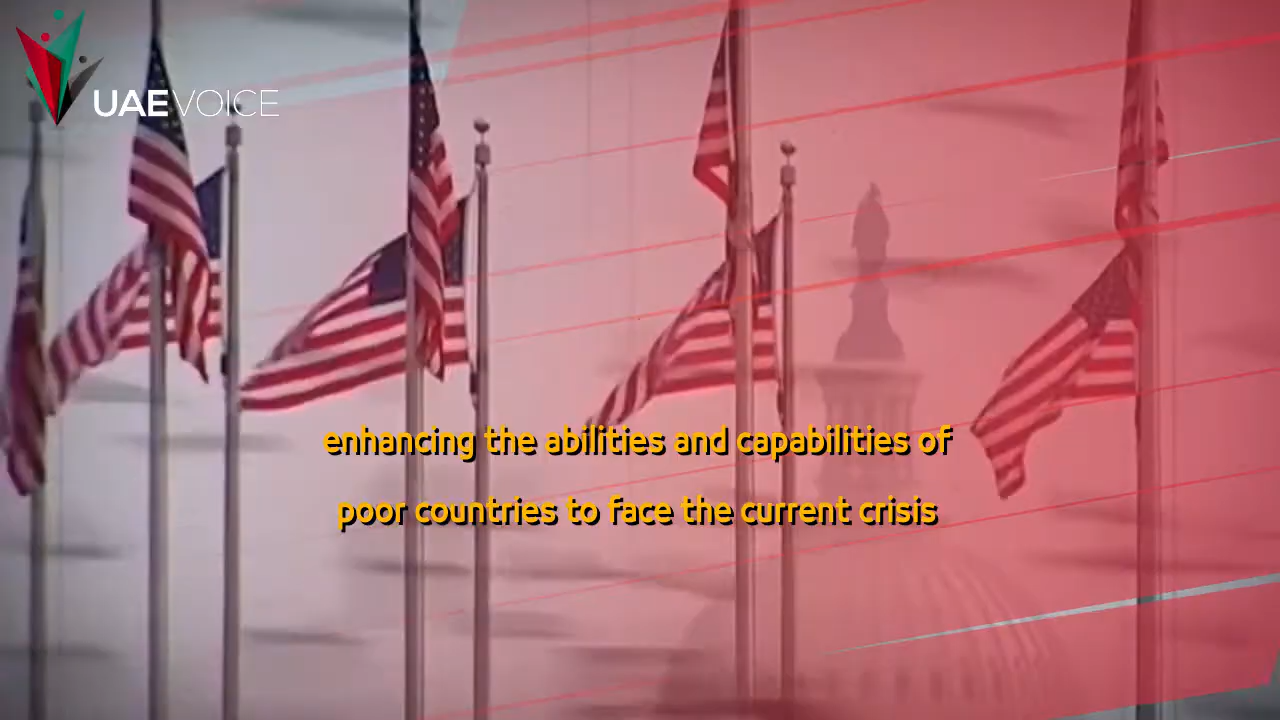 UAEVOICE
enhancing the abilities and capabilities of
poor countries to face the current crisis